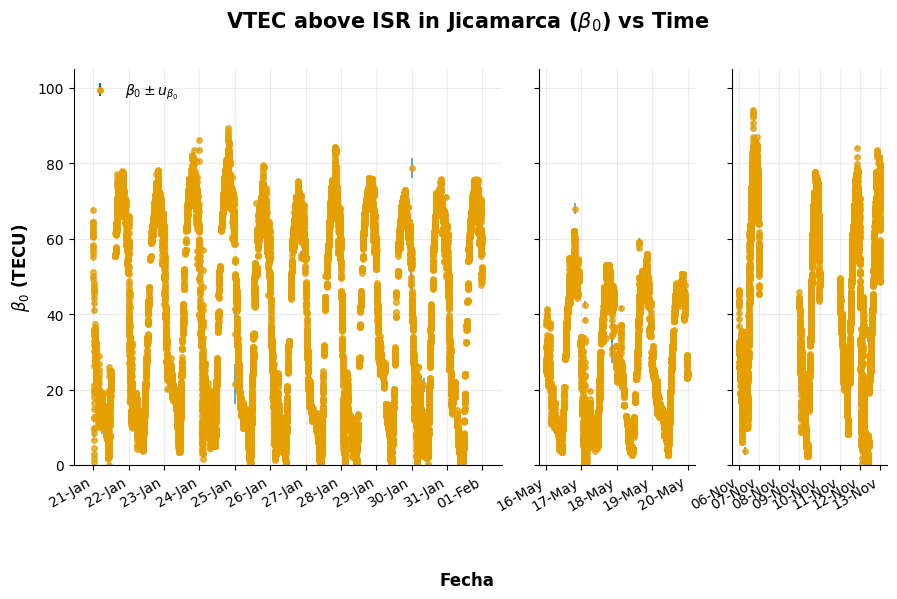 VTEC above ISR in Jicamarca (β₀) vs Time
β₀ (TECU)
100
80
60
40
20
0
β₀ ± u_β₀
21-Jan
22-Jan
23-Jan
24-Jan
25-Jan
26-Jan
27-Jan
28-Jan
29-Jan
30-Jan
31-Jan
01-Feb
16-May
17-May
18-May
19-May
20-May
06-Nov
07-Nov
08-Nov
09-Nov
10-Nov
11-Nov
12-Nov
13-Nov
Fecha